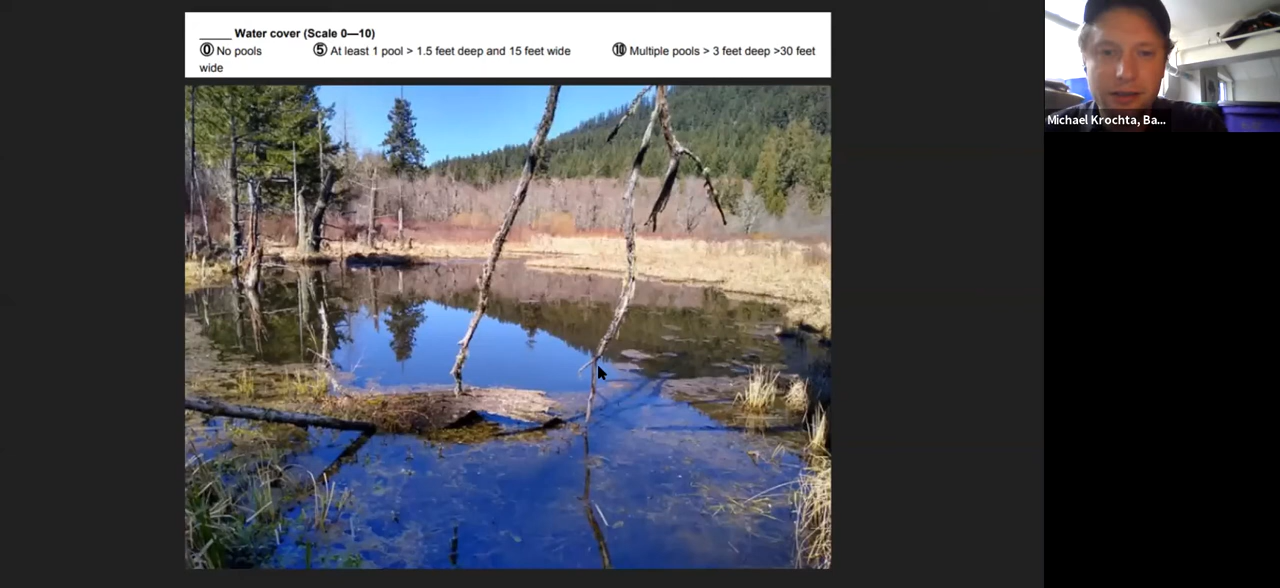 _____ Water cover (Scale 0—10)
⓪ No pools ⑤ At least 1 pool > 1.5 feet deep and 15 feet wide ⑩ Multiple pools > 3 feet deep >30 feet
wide
Michael Krochta, Ba...